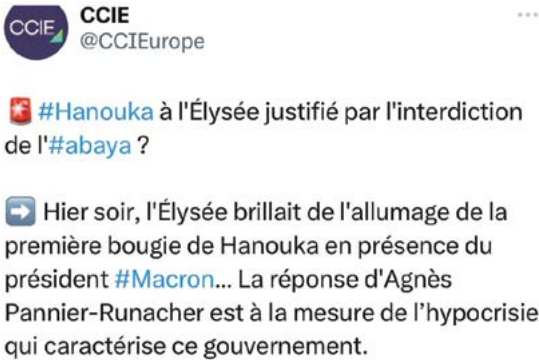 CCIE
CCIE
@CCIEurope
🚨 #Hanouka à l'Élysée justifié par l'interdiction
de l'#abaya ?
➡️ Hier soir, l'Élysée brillait de l'allumage de la
première bougie de Hanouka en présence du
président #Macron... La réponse d'Agnès
Pannier-Runacher est à la mesure de l’hypocrisie
qui caractérise ce gouvernement.